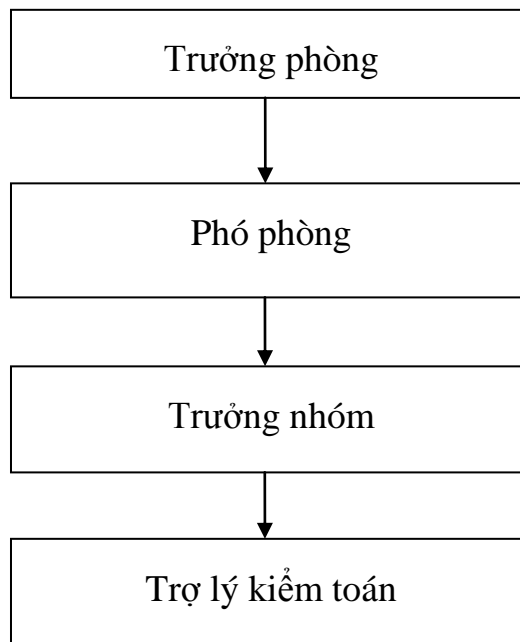 Trưởng phòng
Phó phòng
Trưởng nhóm
Trợ lý kiểm toán